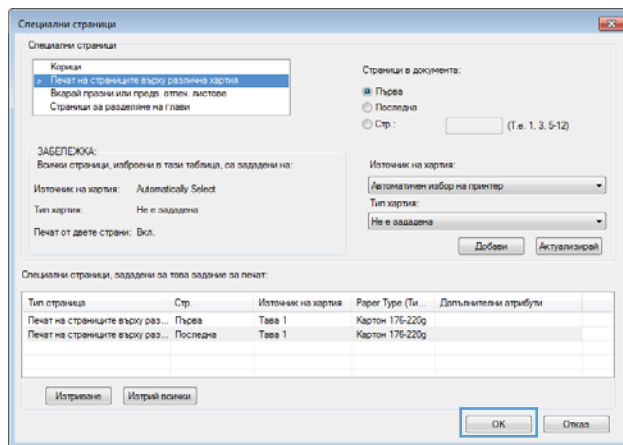 Специални страници
Специални страници
Корици
Печат на страниците върху различна хартия
Вкарай празни или предв. отпеч. листове
Страници за разделяне на глави
Страници в документа:
Първа
Последна
Стр.:
(Т.е. 1, 3, 5-12)
ЗАБЕЛЕЖКА:
Всички страници, изброени в тази таблица, са зададени на:
Източник на хартия: Automatically Select
Тип хартия: Не е зададена
Печат от двете страни: Вкл.
Източник на хартия:
Автоматичен избор на принтер
Тип хартия:
Не е зададена
Добави Актуализирай
Специални страници, зададени за това задание за печат:
Тип страница Стр. Източник на хартия Paper Type (Ти... Допълнителни атрибути
Печат на страниците върху раз... Първа Тава 1 Картон 176-220g
Печат на страниците върху раз... Последна Тава 1 Картон 176-220g
Изтриване Изтрий всички
OK Отказ